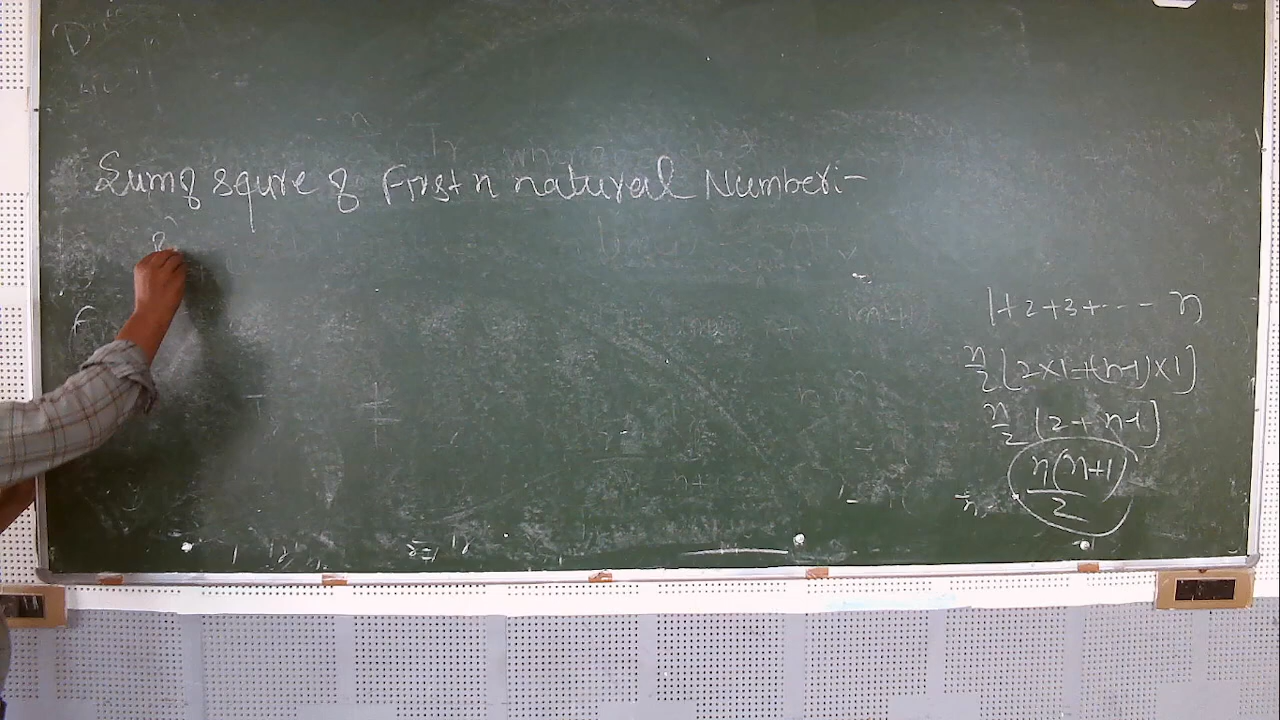 Sum of squre of First n natural Number:-
1+2+3+---- n
n/2 [2×1+(n-1)×1]
n/2 [2+n-1]
n(n+1)/2